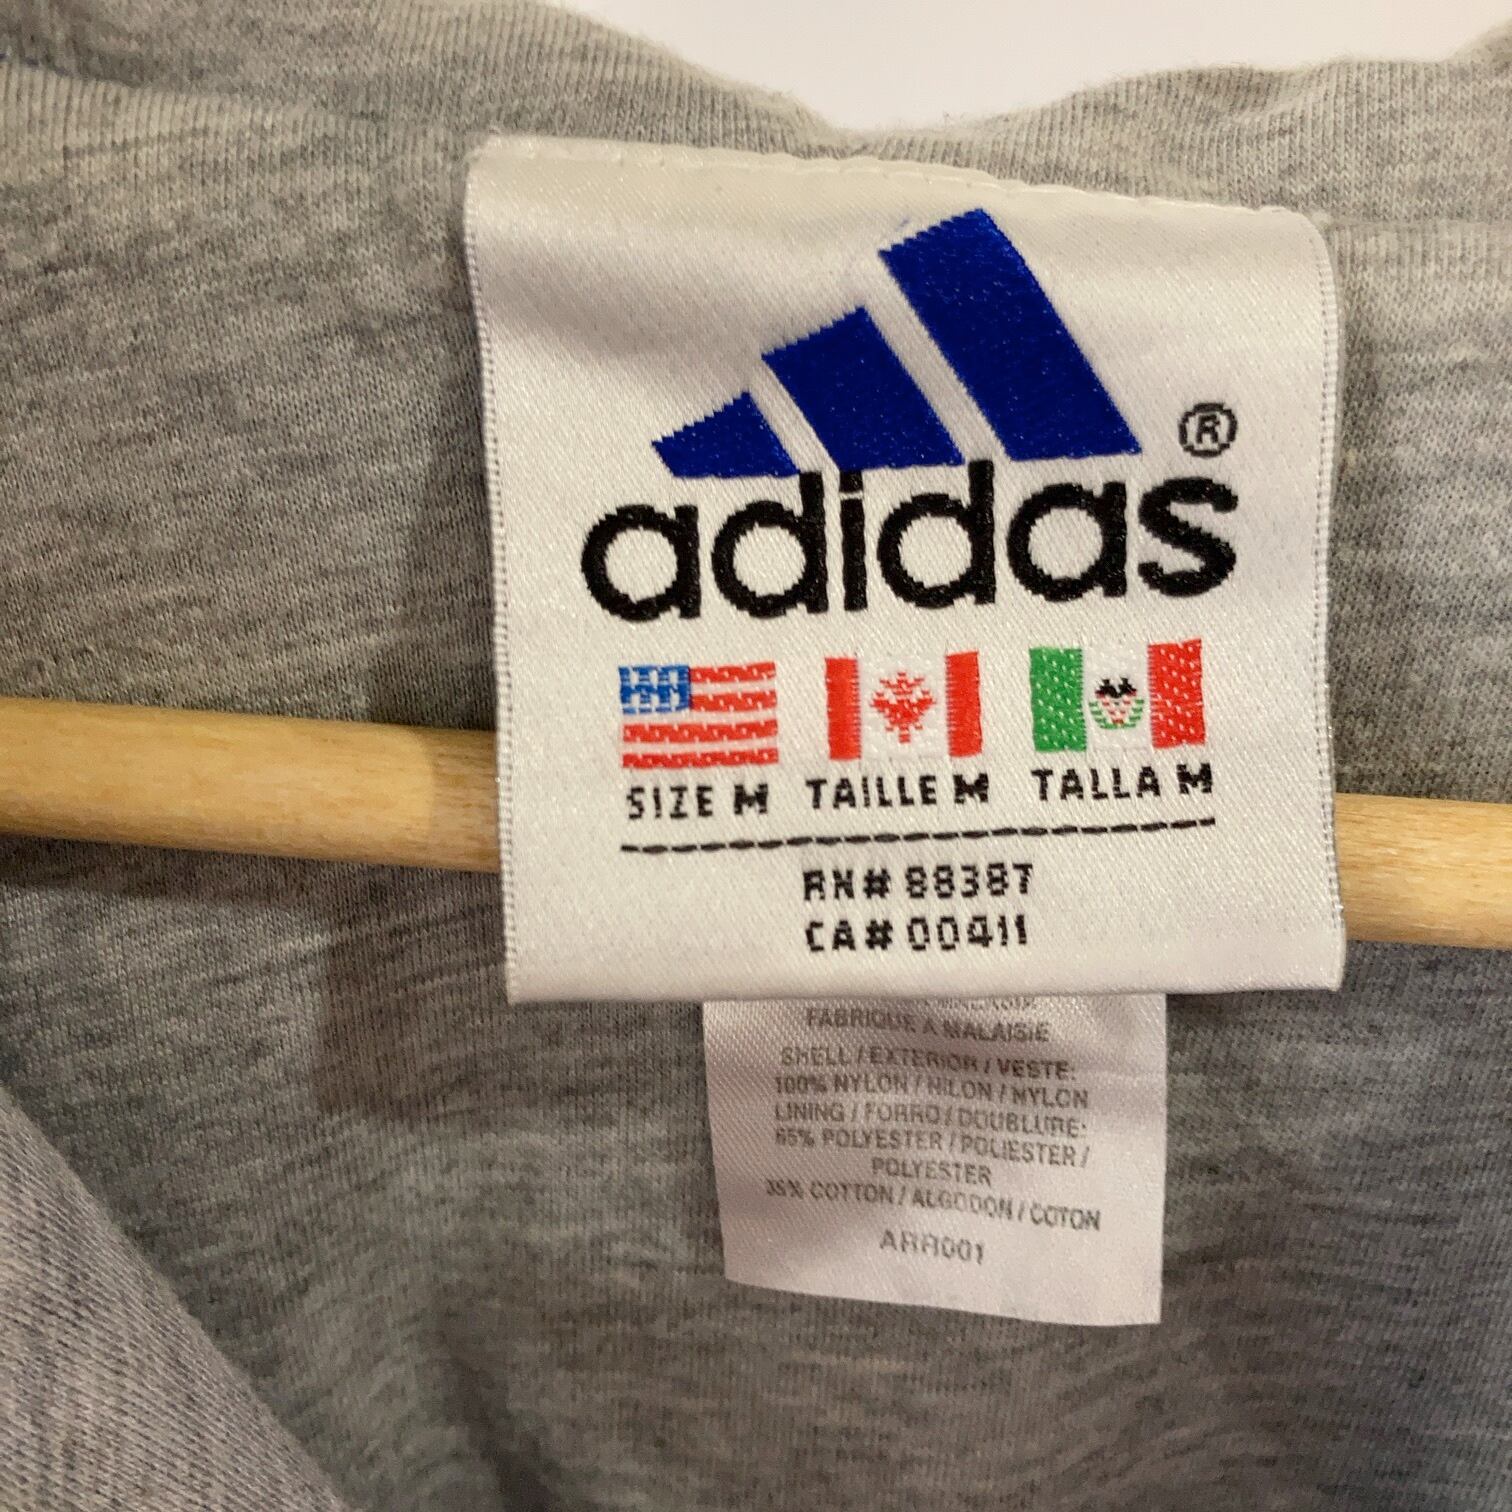 ®
adidas
SIZE M TAILLE M TALLA M
RN# 88387
CA# 00411
FABRIQUE A MALAISIE
SHELL / EXTERIOR / VESTE:
100% NYLON / NILON / NYLON
LINING / FORRO / DOUBLURE:
65% POLYESTER / POLIESTER /
POLYESTER
35% COTTON / ALGODON / COTON
ARR001